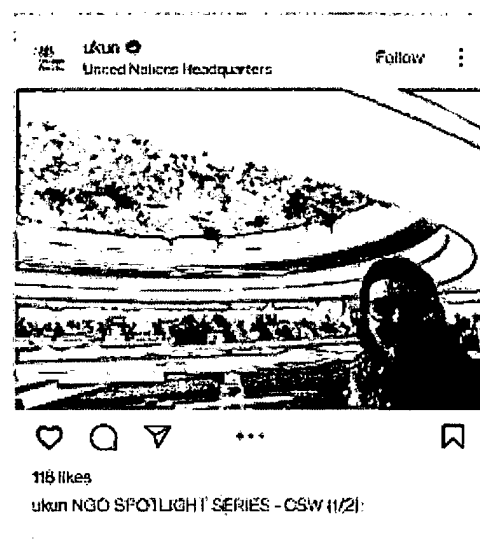 ukun
United Nations Headquarters
Follow
118 likes
ukun NGO SPOTLIGHT SERIES - CSW (1/2):